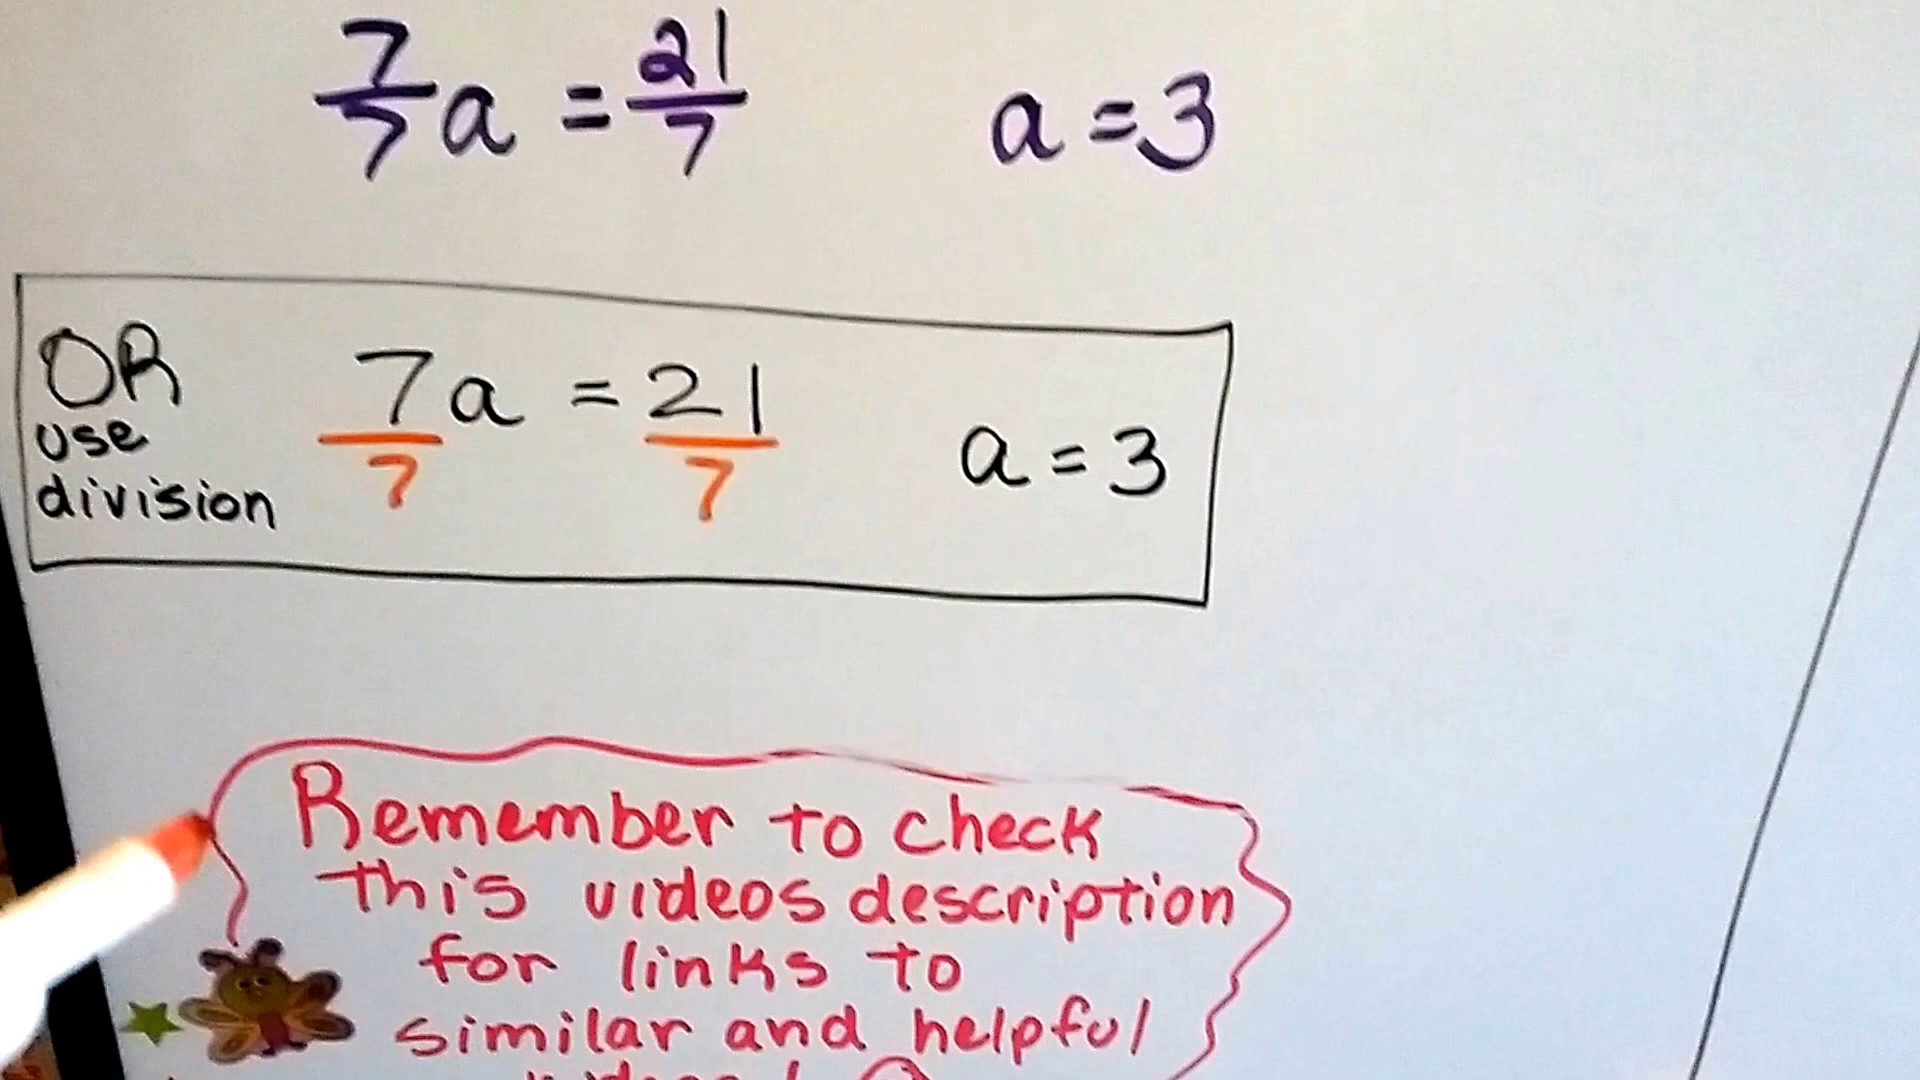 7/7 a = 21/7 a = 3
OR use division 7a/7 = 21/7 a = 3
Remember to check
this videos description
for links to
similar and helpful